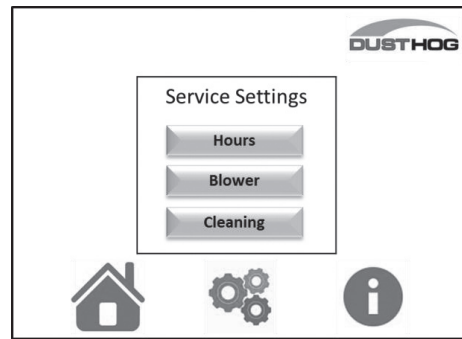 DUSTHOG
Service Settings
Hours
Blower
Cleaning
i